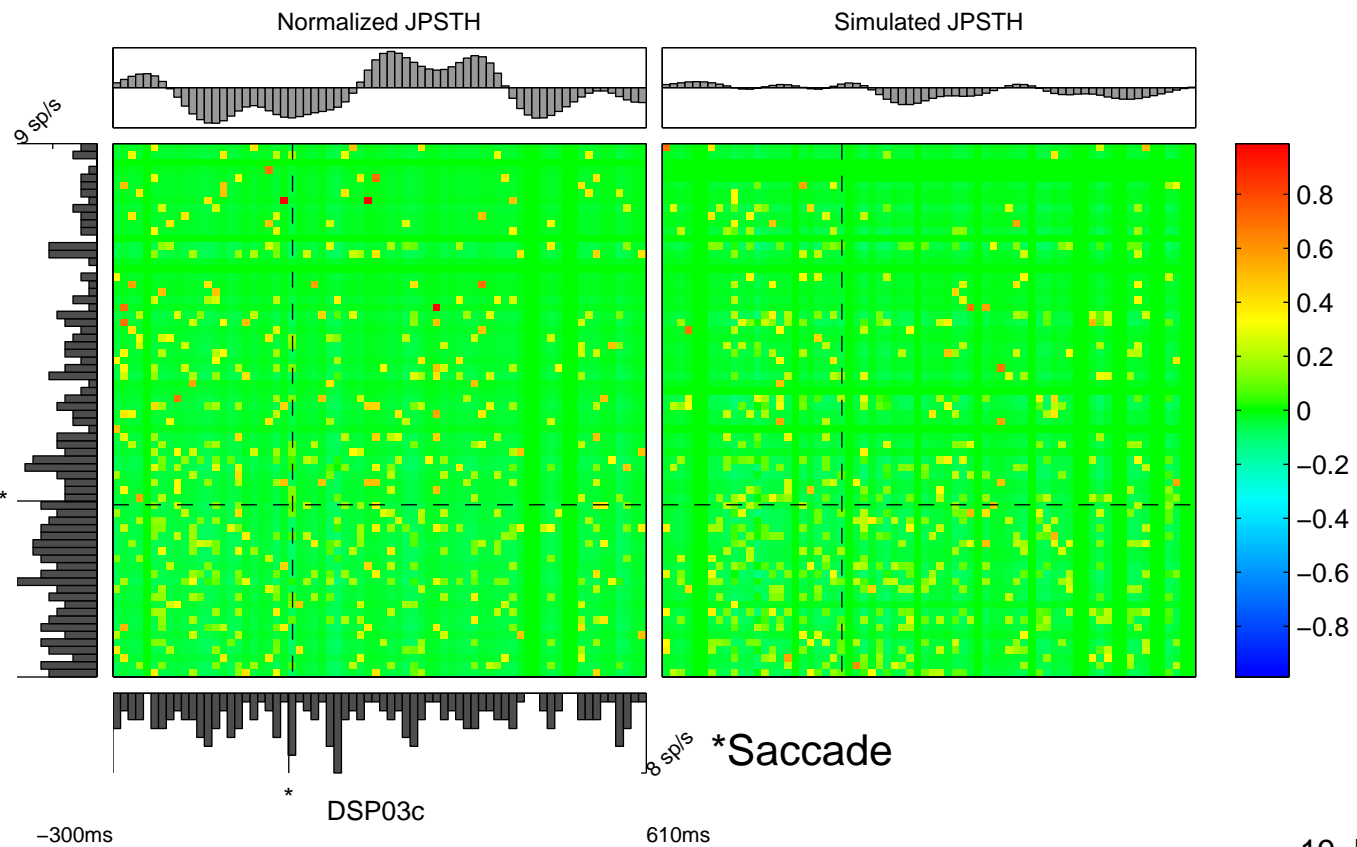 Normalized JPSTH
Simulated JPSTH
9 sp/s
0.8
0.6
0.4
0.2
0
−0.2
−0.4
−0.6
−0.8
*
8 sp/s
*Saccade
*
DSP03c
−300ms
610ms